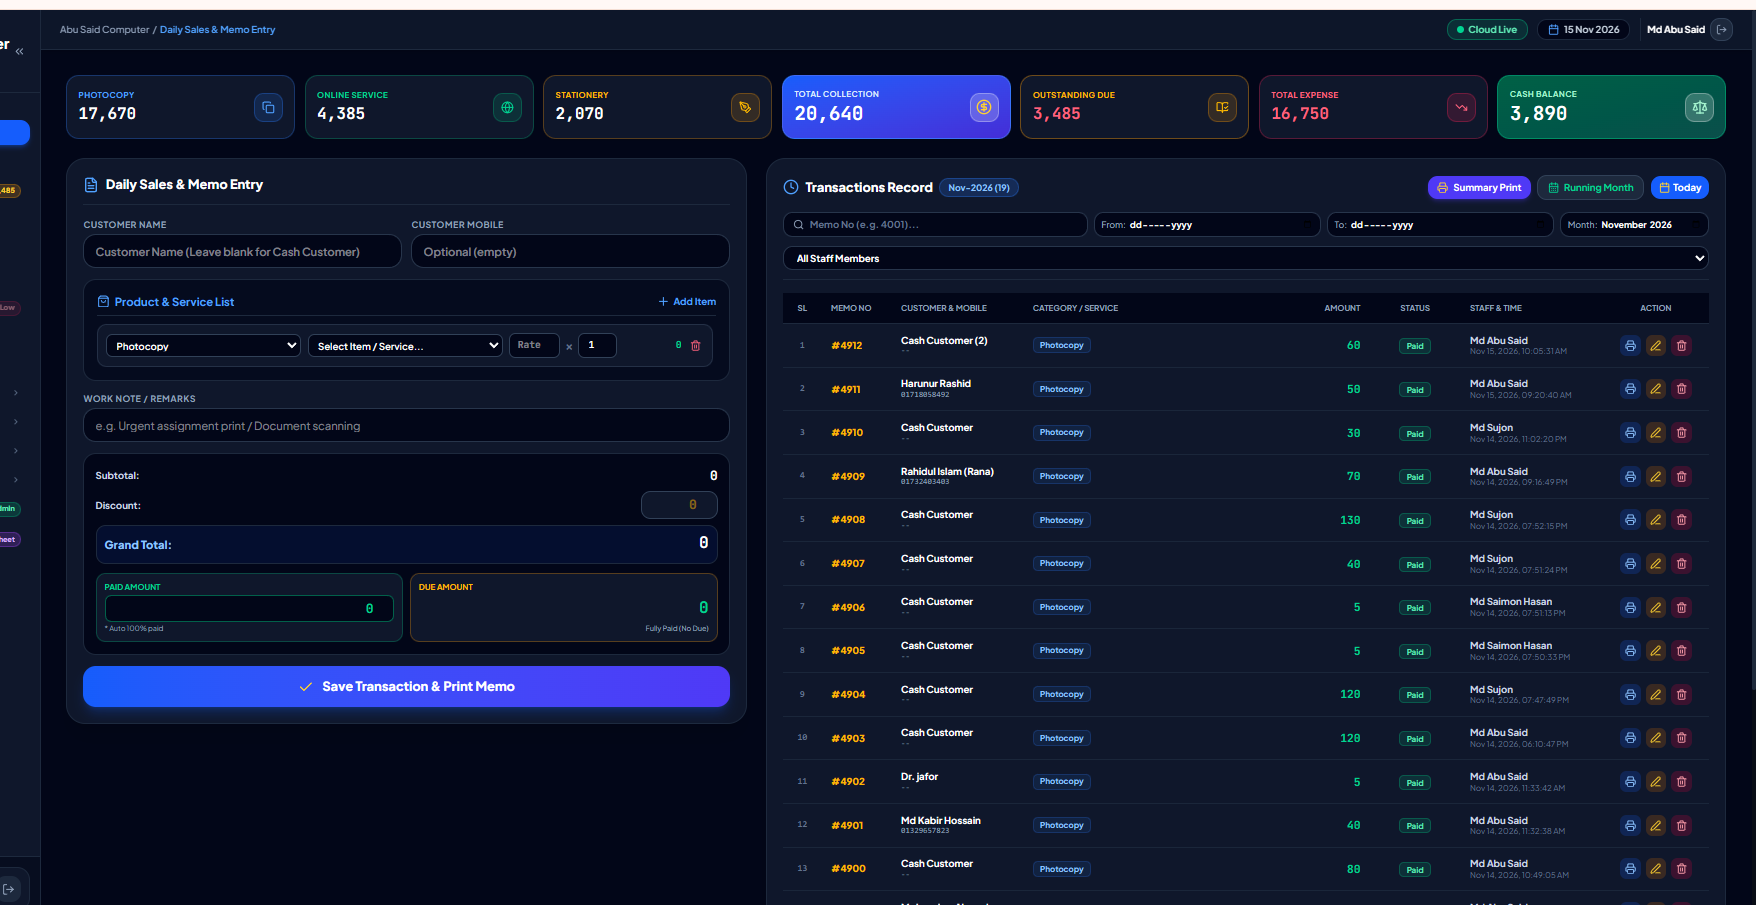 er «
Abu Said Computer / Daily Sales & Memo Entry
Cloud Live
15 Nov 2026
Md Abu Said
,485
Low
dmin
heet
PHOTOCOPY
17,670
ONLINE SERVICE
4,385
STATIONERY
2,070
TOTAL COLLECTION
20,640
OUTSTANDING DUE
3,485
TOTAL EXPENSE
16,750
CASH BALANCE
3,890
Daily Sales & Memo Entry
CUSTOMER NAME
Customer Name (Leave blank for Cash Customer)
CUSTOMER MOBILE
Optional (empty)
Product & Service List
+ Add Item
Photocopy
Select Item / Service...
Rate
×
1
0
WORK NOTE / REMARKS
e.g. Urgent assignment print / Document scanning
Subtotal: 0
Discount: 0
Grand Total: 0
PAID AMOUNT
0
* Auto 100% paid
DUE AMOUNT
0
Fully Paid (No Due)
Save Transaction & Print Memo
Transactions Record
Nov-2026 (19)
Summary Print
Running Month
Today
Memo No (e.g. 4001)...
From: dd-----yyyy
To: dd-----yyyy
Month: November 2026
All Staff Members
SL MEMO NO CUSTOMER & MOBILE CATEGORY / SERVICE AMOUNT STATUS STAFF & TIME ACTION
1 #4912 Cash Customer (2) Photocopy 60 Paid Md Abu Said
-- Nov 15, 2026, 10:05:31 AM
2 #4911 Harunur Rashid Photocopy 50 Paid Md Abu Said
01718058492 Nov 15, 2026, 09:20:40 AM
3 #4910 Cash Customer Photocopy 30 Paid Md Sujon
-- Nov 14, 2026, 11:02:20 PM
4 #4909 Rahidul Islam (Rana) Photocopy 70 Paid Md Abu Said
01732403403 Nov 14, 2026, 09:16:49 PM
5 #4908 Cash Customer Photocopy 130 Paid Md Sujon
-- Nov 14, 2026, 07:52:15 PM
6 #4907 Cash Customer Photocopy 40 Paid Md Sujon
-- Nov 14, 2026, 07:51:24 PM
7 #4906 Cash Customer Photocopy 5 Paid Md Saimon Hasan
-- Nov 14, 2026, 07:51:13 PM
8 #4905 Cash Customer Photocopy 5 Paid Md Saimon Hasan
-- Nov 14, 2026, 07:50:33 PM
9 #4904 Cash Customer Photocopy 120 Paid Md Sujon
-- Nov 14, 2026, 07:47:49 PM
10 #4903 Cash Customer Photocopy 120 Paid Md Abu Said
-- Nov 14, 2026, 06:10:47 PM
11 #4902 Dr. jafor Photocopy 5 Paid Md Abu Said
-- Nov 14, 2026, 11:33:42 AM
12 #4901 Md Kabir Hossain Photocopy 40 Paid Md Abu Said
01329657823 Nov 14, 2026, 11:32:38 AM
13 #4900 Cash Customer Photocopy 80 Paid Md Abu Said
-- Nov 14, 2026, 10:49:05 AM